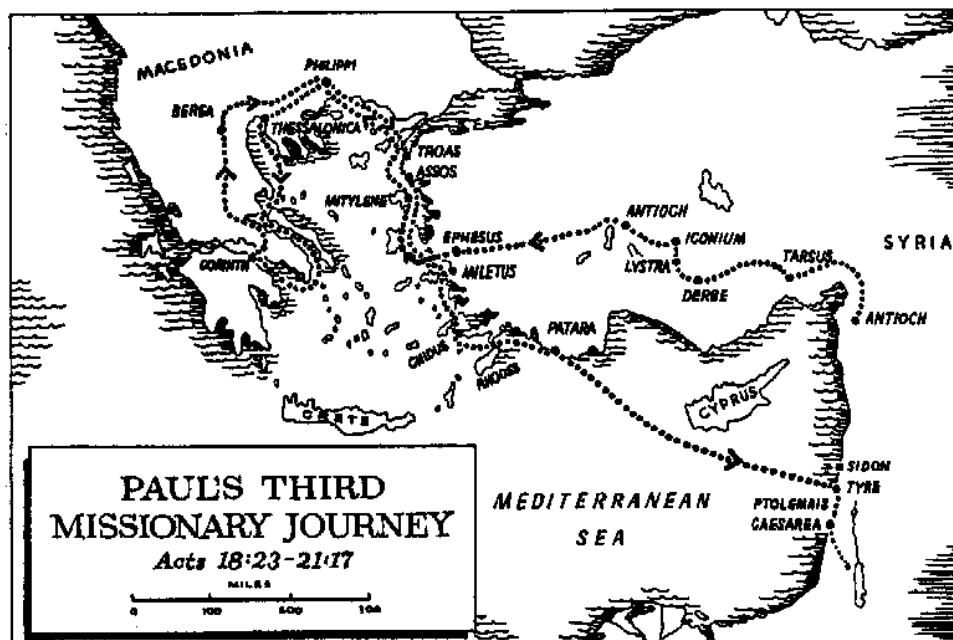 MACEDONIA
PHILIPPI
BEREA
THESSALONICA
TROAS
ASSOS
MITYLENE
ANTIOCH
EPHESUS
ICONIUM
SYRIA
LYSTRA
TARSUS
CORINTH
MILETUS
DERBE
ANTIOCH
PATARA
CNIDUS
RHODES
CYPRUS
CRETE
SIDON
TYRE
PTOLEMAIS
CAESAREA
MEDITERRANEAN
SEA
PAUL'S THIRD
MISSIONARY JOURNEY
Acts 18:23-21:17
MILES
0 100